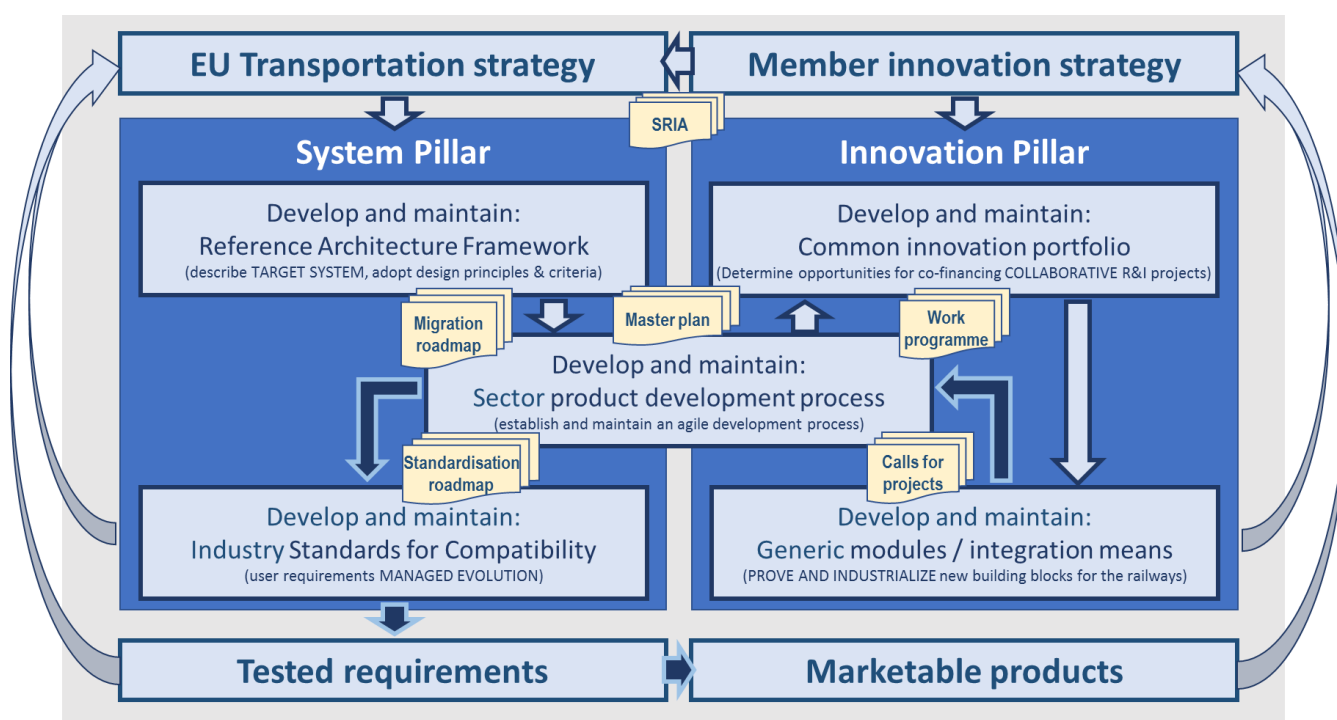 EU Transportation strategy
Member innovation strategy
SRIA
System Pillar
Innovation Pillar
Develop and maintain:
Reference Architecture Framework
(describe TARGET SYSTEM, adopt design principles & criteria)
Develop and maintain:
Common innovation portfolio
(Determine opportunities for co-financing COLLABORATIVE R&I projects)
Migration
roadmap
Master plan
Work
programme
Develop and maintain:
Sector product development process
(establish and maintain an agile development process)
Standardisation
roadmap
Calls for
projects
Develop and maintain:
Industry Standards for Compatibility
(user requirements MANAGED EVOLUTION)
Develop and maintain:
Generic modules / integration means
(PROVE AND INDUSTRIALIZE new building blocks for the railways)
Tested requirements
Marketable products